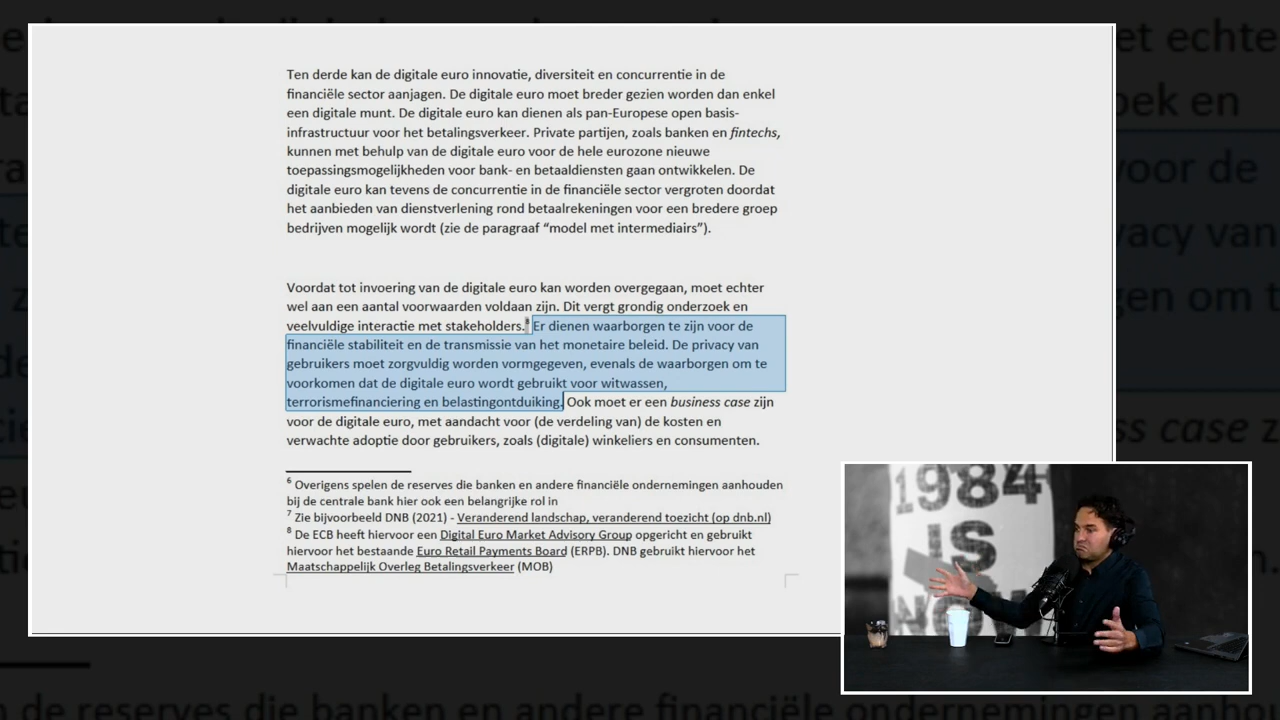 Ten derde kan de digitale euro innovatie, diversiteit en concurrentie in de
financiële sector aanjagen. De digitale euro moet breder gezien worden dan enkel
een digitale munt. De digitale euro kan dienen als pan-Europese open basis-
infrastructuur voor het betalingsverkeer. Private partijen, zoals banken en fintechs,
kunnen met behulp van de digitale euro voor de hele eurozone nieuwe
toepassingsmogelijkheden voor bank- en betaaldiensten gaan ontwikkelen. De
digitale euro kan tevens de concurrentie in de financiële sector vergroten doordat
het aanbieden van dienstverlening rond betaalrekeningen voor een bredere groep
bedrijven mogelijk wordt (zie de paragraaf “model met intermediairs”).
Voordat tot invoering van de digitale euro kan worden overgegaan, moet echter
wel aan een aantal voorwaarden voldaan zijn. Dit vergt grondig onderzoek en
veelvuldige interactie met stakeholders.⁸ Er dienen waarborgen te zijn voor de
financiële stabiliteit en de transmissie van het monetaire beleid. De privacy van
gebruikers moet zorgvuldig worden vormgegeven, evenals de waarborgen om te
voorkomen dat de digitale euro wordt gebruikt voor witwassen,
terrorismefinanciering en belastingontduiking. Ook moet er een business case zijn
voor de digitale euro, met aandacht voor (de verdeling van) de kosten en
verwachte adoptie door gebruikers, zoals (digitale) winkeliers en consumenten.
⁶ Overigens spelen de reserves die banken en andere financiële ondernemingen aanhouden
bij de centrale bank hier ook een belangrijke rol in
⁷ Zie bijvoorbeeld DNB (2021) - Veranderend landschap, veranderend toezicht (op dnb.nl)
⁸ De ECB heeft hiervoor een Digital Euro Market Advisory Group opgericht en gebruikt
hiervoor het bestaande Euro Retail Payments Board (ERPB). DNB gebruikt hiervoor het
Maatschappelijk Overleg Betalingsverkeer (MOB)
1984
IS
NOW